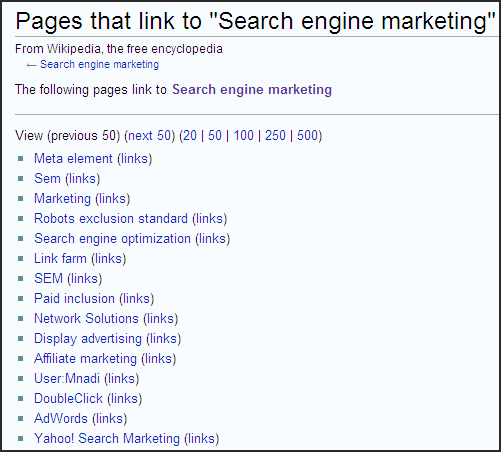 Pages that link to "Search engine marketing"
From Wikipedia, the free encyclopedia
← Search engine marketing
The following pages link to Search engine marketing
View (previous 50) (next 50) (20 | 50 | 100 | 250 | 500)
Meta element (links)
Sem (links)
Marketing (links)
Robots exclusion standard (links)
Search engine optimization (links)
Link farm (links)
SEM (links)
Paid inclusion (links)
Network Solutions (links)
Display advertising (links)
Affiliate marketing (links)
User:Mnadi (links)
DoubleClick (links)
AdWords (links)
Yahoo! Search Marketing (links)